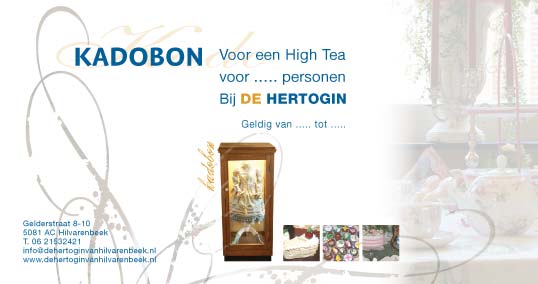 KADOBON
Voor een High Tea
voor ..... personen
Bij DE HERTOGIN
Geldig van ..... tot .....
kadobon
Gelderstraat 8-10
5081 AC Hilvarenbeek
T. 06 21532421
info@dehertoginvanhilvarenbeek.nl
www.dehertoginvanhilvarenbeek.nl